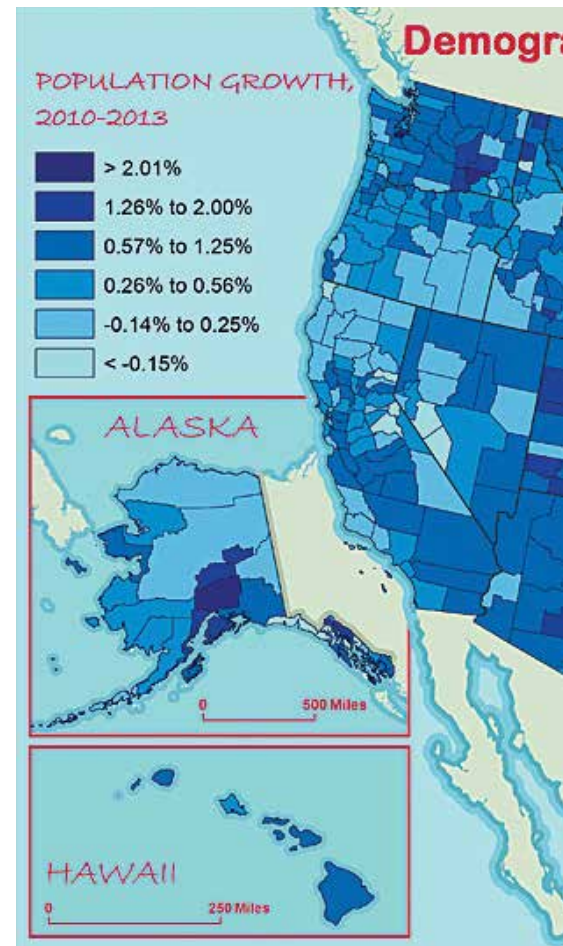 Demogra
POPULATION GROWTH,
2010-2013
> 2.01%
1.26% to 2.00%
0.57% to 1.25%
0.26% to 0.56%
-0.14% to 0.25%
< -0.15%
ALASKA
0 500 Miles
HAWAII
0 250 Miles